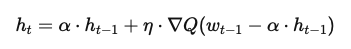 h_t = α · h_{t−1} + η · ∇Q(w_{t−1} − α · h_{t−1})